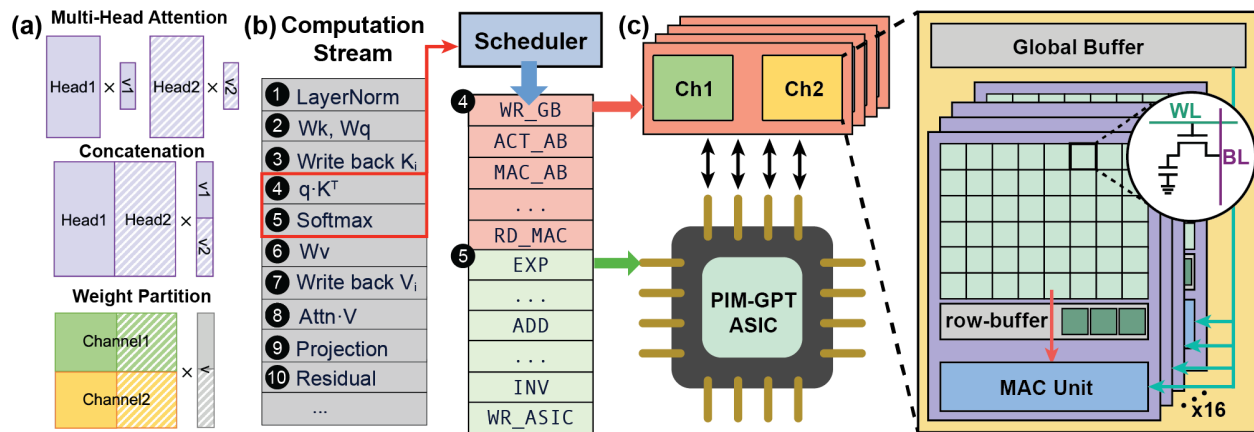 (a)
Multi-Head Attention
Head1 × v1 Head2 × v2
Concatenation
Head1 Head2 × v1 v2
Weight Partition
Channel1
Channel2
× v
(b) Computation
Stream
1 LayerNorm
2 Wk, Wq
3 Write back Kᵢ
4 q·Kᵀ
5 Softmax
6 Wv
7 Write back Vᵢ
8 Attn·V
9 Projection
10 Residual
...
Scheduler
4 WR_GB
ACT_AB
MAC_AB
...
RD_MAC
5 EXP
...
ADD
...
INV
WR_ASIC
(c)
Ch1 Ch2
PIM-GPT
ASIC
Global Buffer
WL
BL
row-buffer
MAC Unit
x16